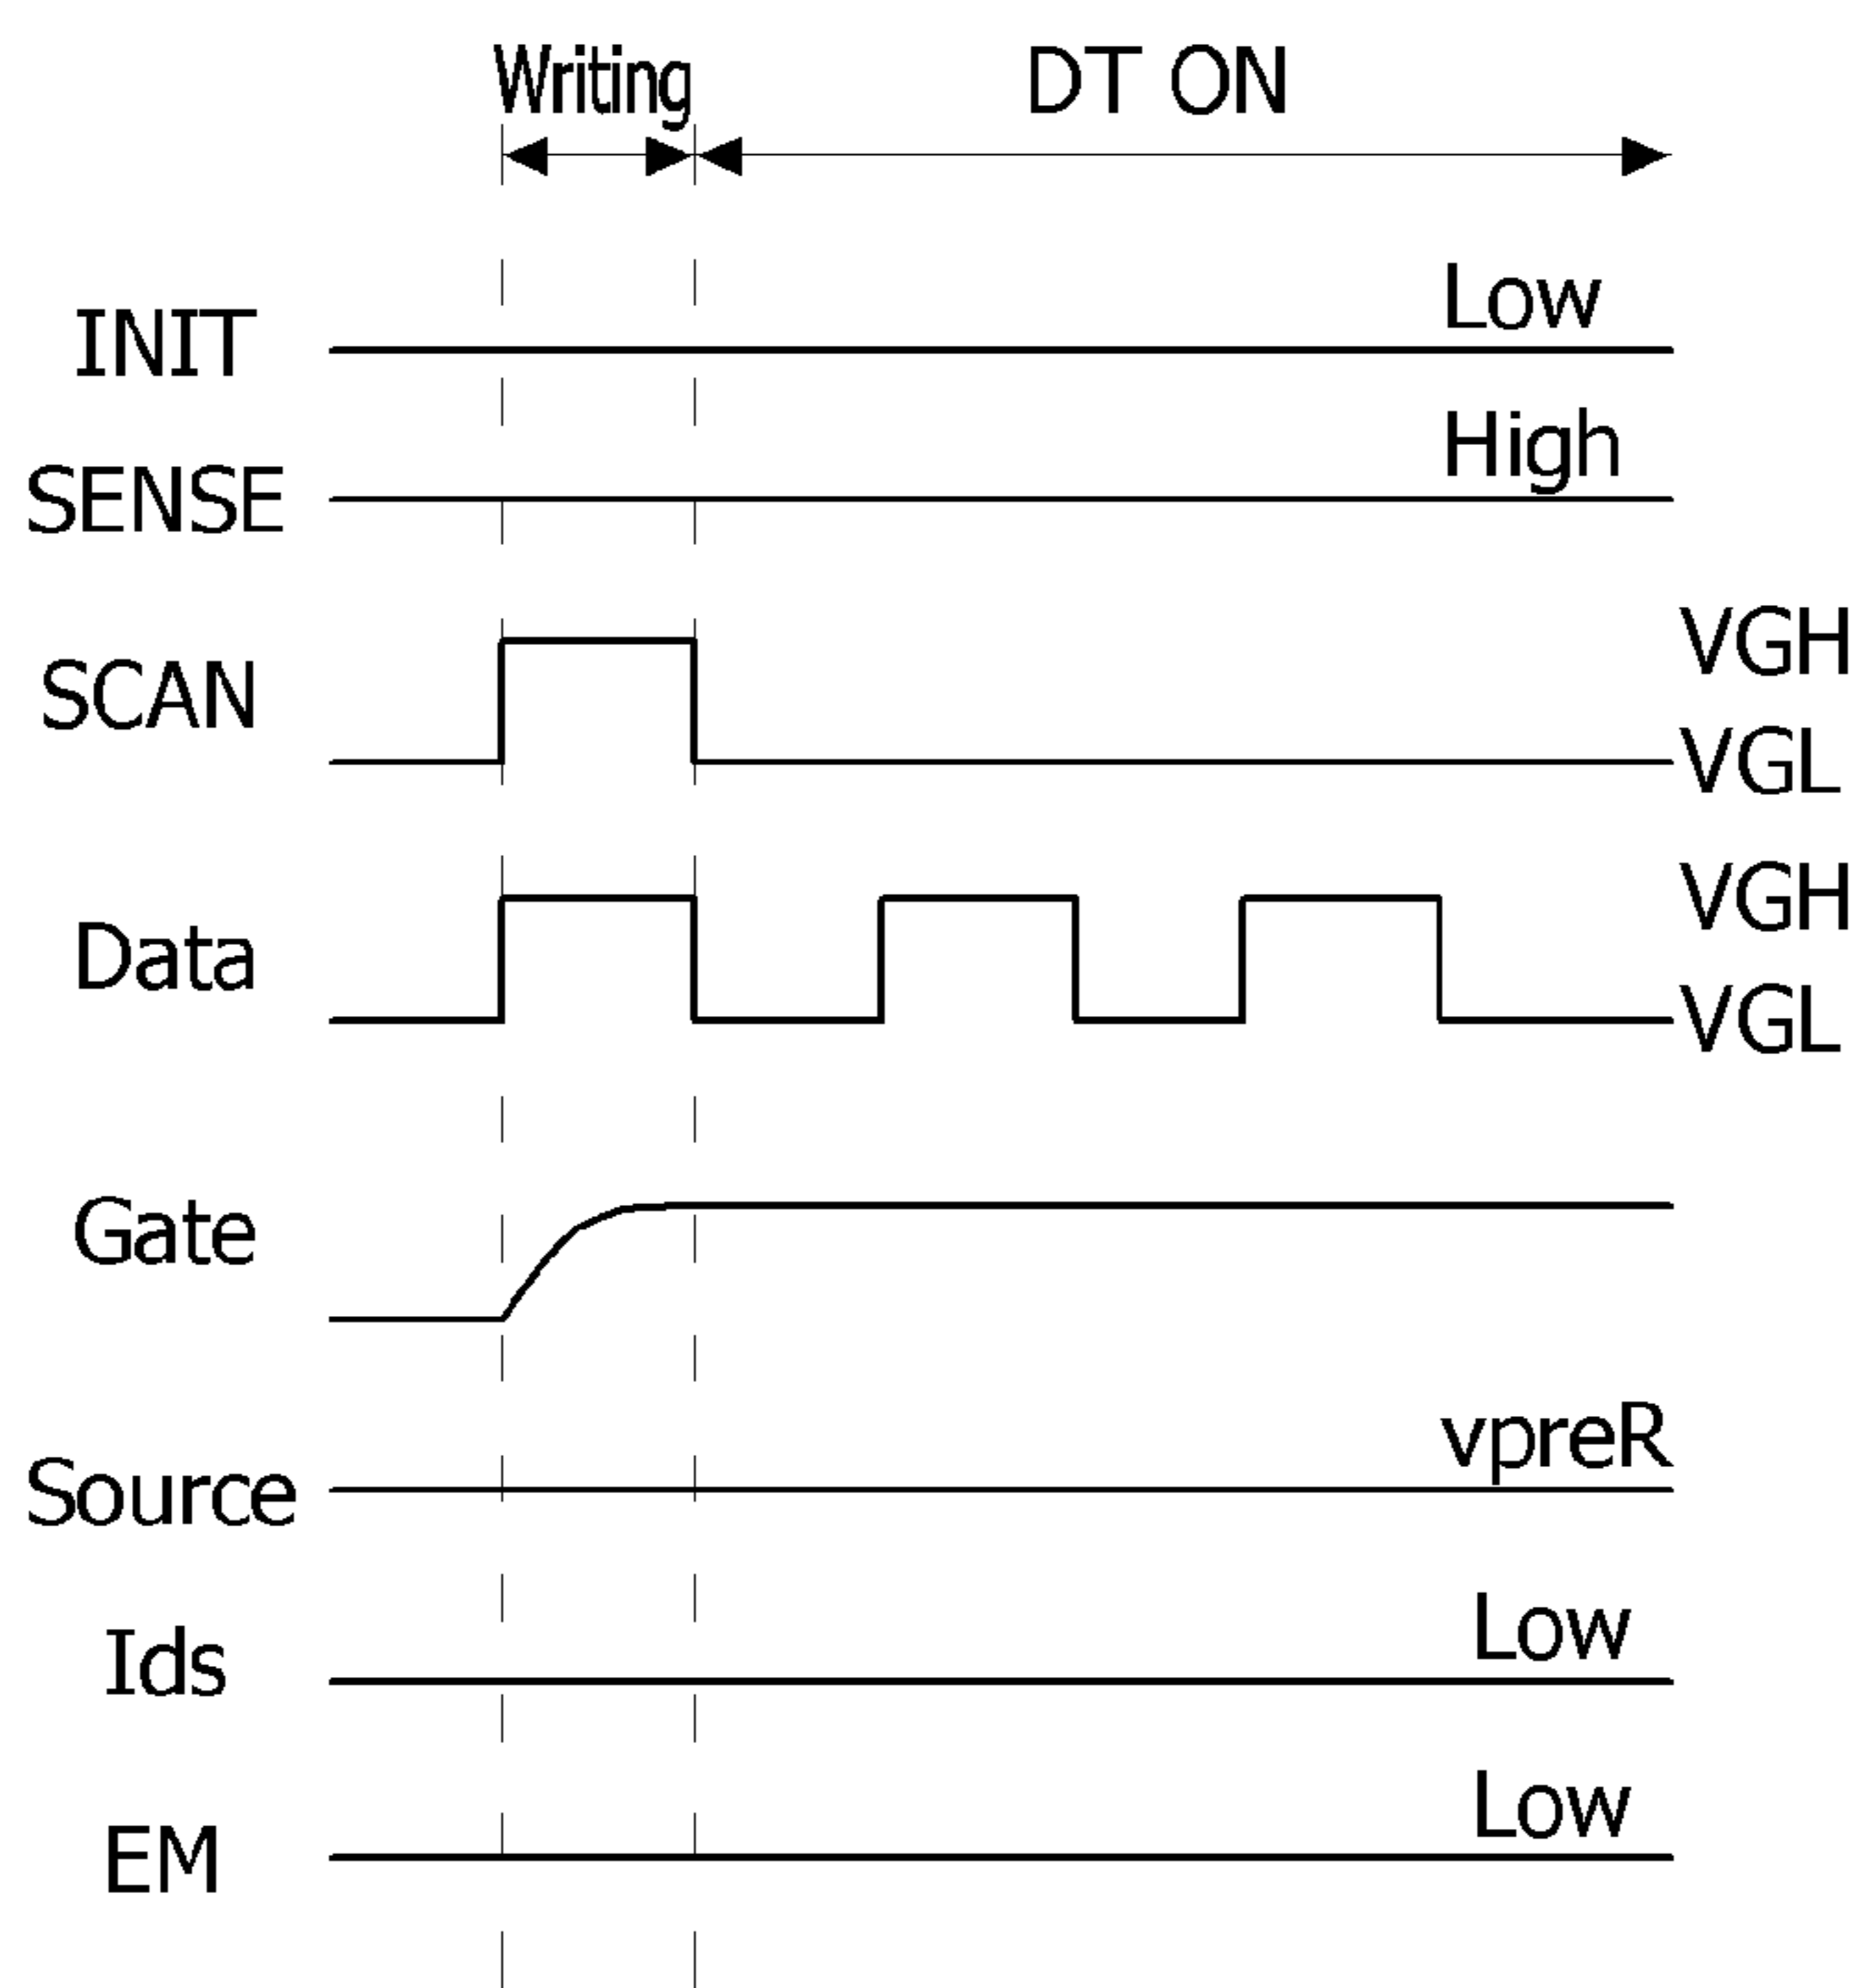 Writing DT ON
INIT Low
SENSE High
SCAN VGH
VGL
Data VGH
VGL
Gate
Source vpreR
Ids Low
EM Low